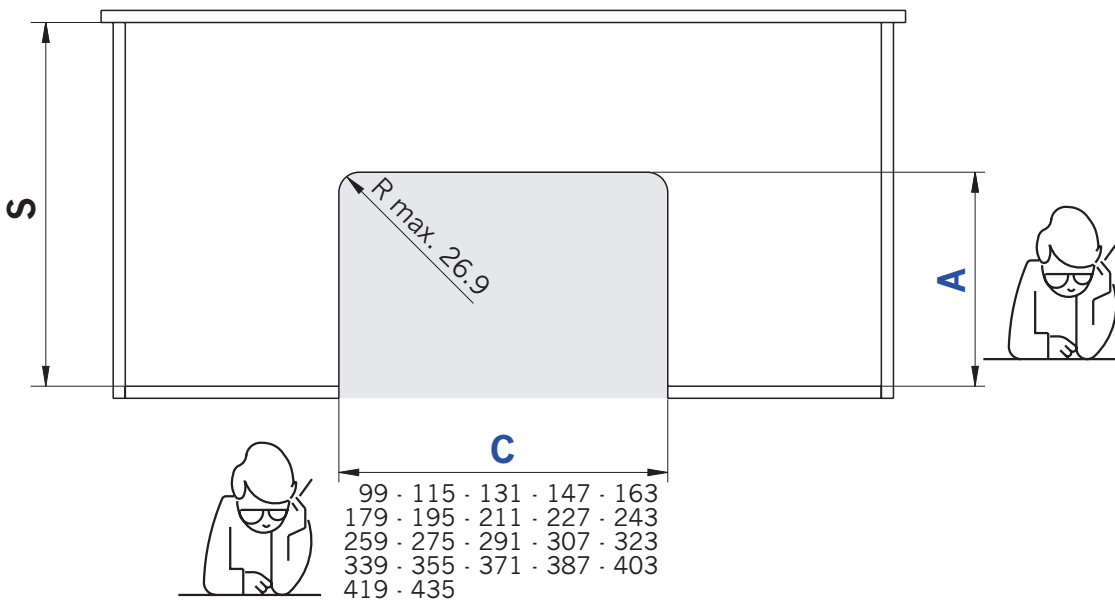 S
R max. 26.9
A
C
99 · 115 · 131 · 147 · 163
179 · 195 · 211 · 227 · 243
259 · 275 · 291 · 307 · 323
339 · 355 · 371 · 387 · 403
419 · 435